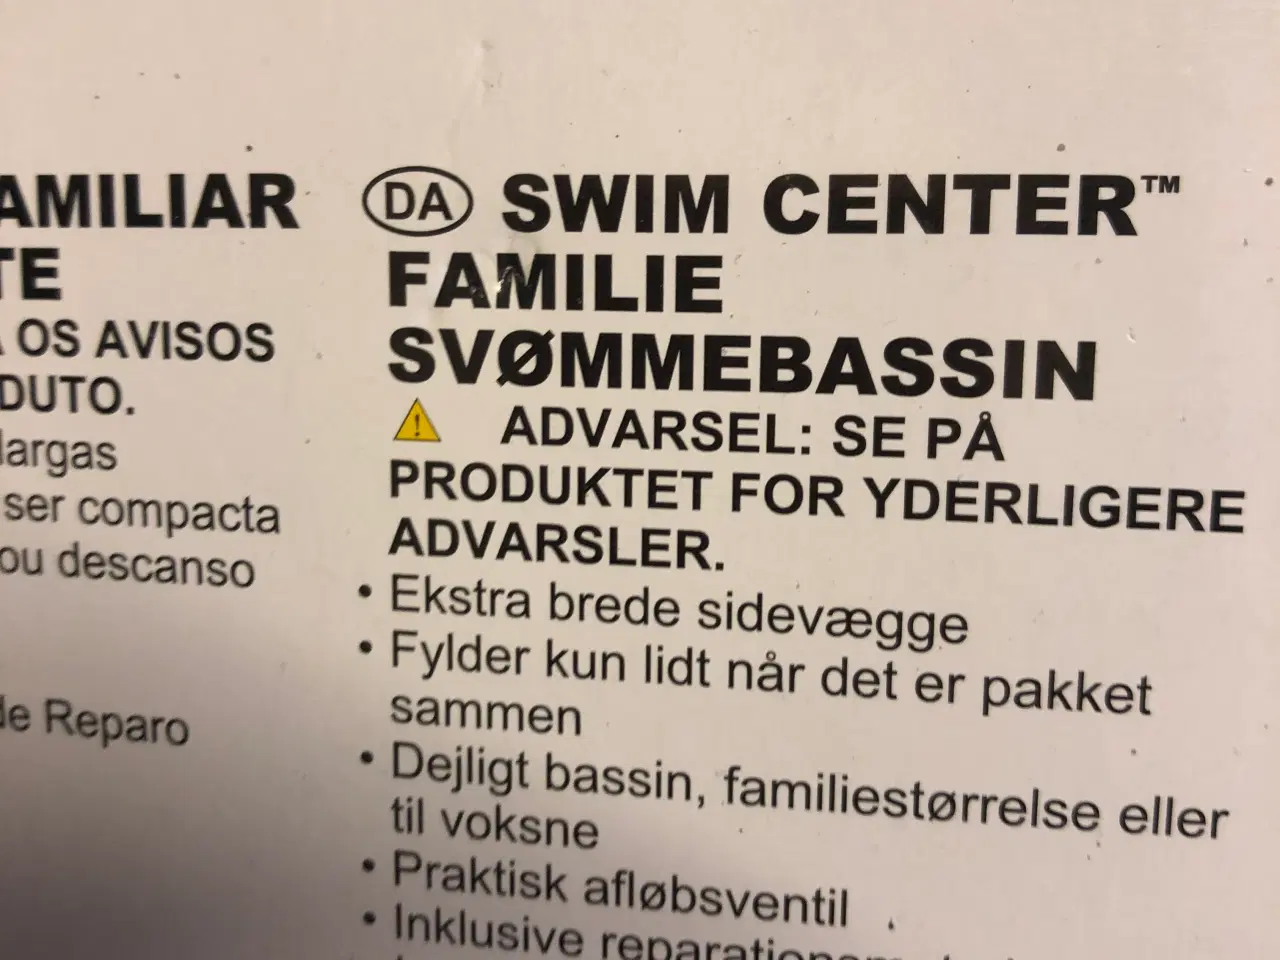 AMILIAR
TE
OS AVISOS
DUTO.
largas
ser compacta
ou descanso
de Reparo
DA SWIM CENTER™
FAMILIE
SVØMMEBASSIN
ADVARSEL: SE PÅ
PRODUKTET FOR YDERLIGERE
ADVARSLER.
• Ekstra brede sidevægge
• Fylder kun lidt når det er pakket
sammen
• Dejligt bassin, familiestørrelse eller
til voksne
• Praktisk afløbsventil
• Inklusive